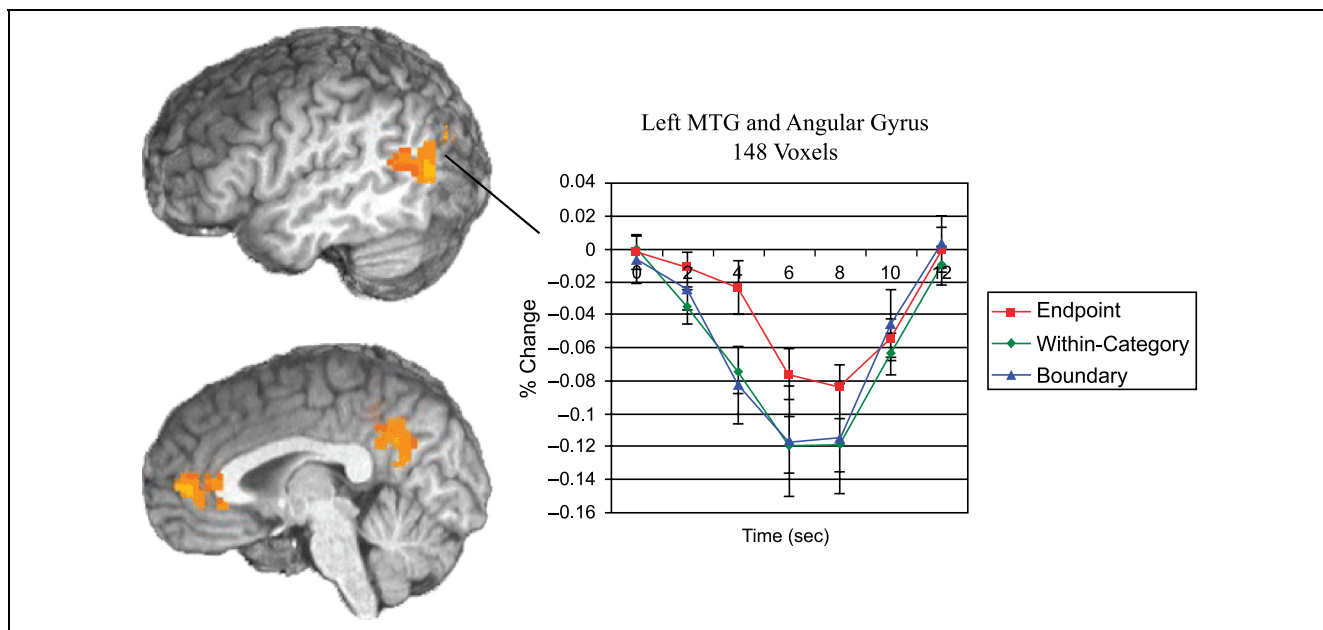 Left MTG and Angular Gyrus
148 Voxels
0.04
0.02
0
−0.02
−0.04
−0.06
−0.08
−0.1
−0.12
−0.14
−0.16
% Change
0 2 4 6 8 10 12
Time (sec)
Endpoint
Within-Category
Boundary